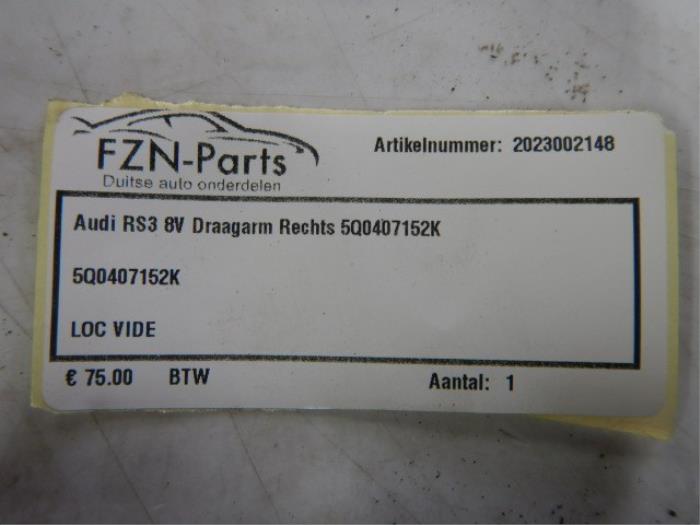 FZN-Parts
Duitse auto onderdelen
Artikelnummer: 2023002148
Audi RS3 8V Draagarm Rechts 5Q0407152K
5Q0407152K
LOC VIDE
€ 75.00 BTW Aantal: 1